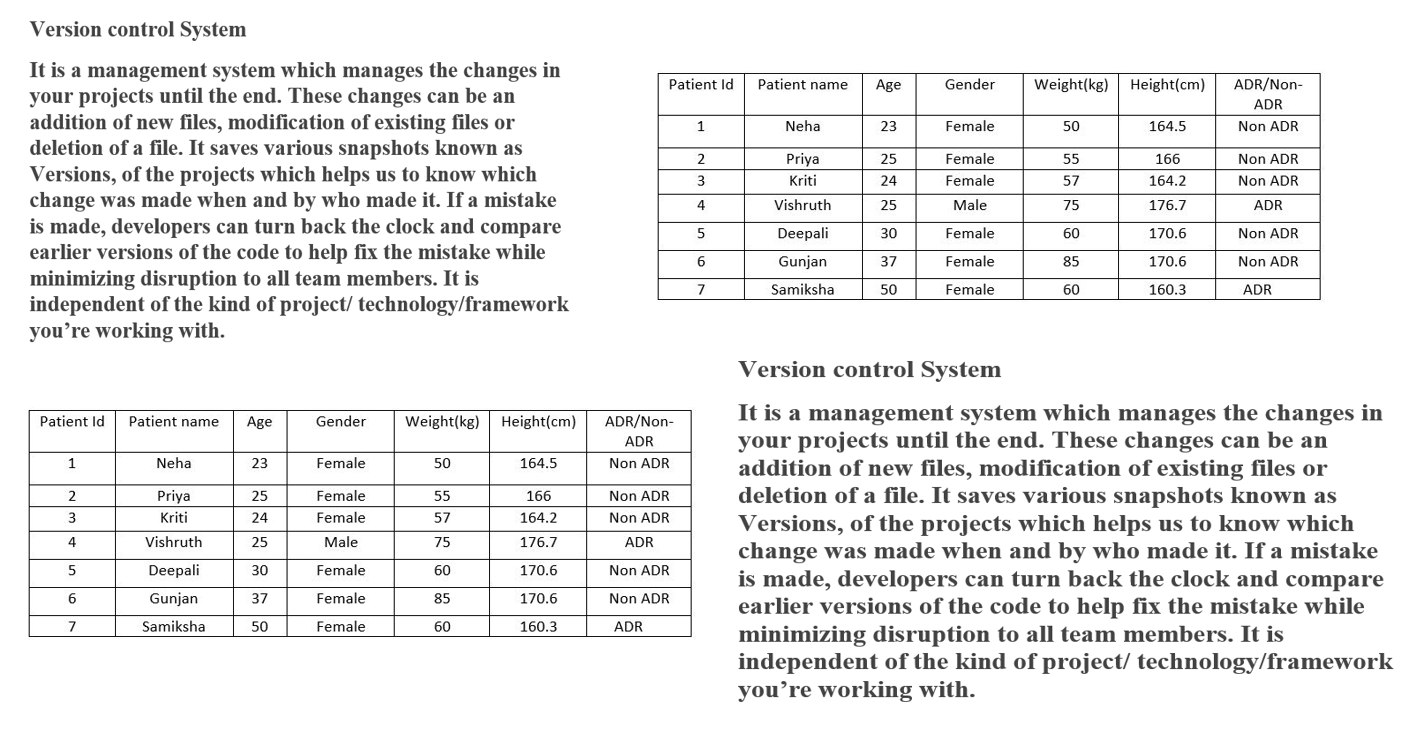 Version control System
It is a management system which manages the changes in
your projects until the end. These changes can be an
addition of new files, modification of existing files or
deletion of a file. It saves various snapshots known as
Versions, of the projects which helps us to know which
change was made when and by who made it. If a mistake
is made, developers can turn back the clock and compare
earlier versions of the code to help fix the mistake while
minimizing disruption to all team members. It is
independent of the kind of project/ technology/framework
you’re working with.
Patient Id Patient name Age Gender Weight(kg) Height(cm) ADR/Non-
ADR
1 Neha 23 Female 50 164.5 Non ADR
2 Priya 25 Female 55 166 Non ADR
3 Kriti 24 Female 57 164.2 Non ADR
4 Vishruth 25 Male 75 176.7 ADR
5 Deepali 30 Female 60 170.6 Non ADR
6 Gunjan 37 Female 85 170.6 Non ADR
7 Samiksha 50 Female 60 160.3 ADR
Patient Id Patient name Age Gender Weight(kg) Height(cm) ADR/Non-
ADR
1 Neha 23 Female 50 164.5 Non ADR
2 Priya 25 Female 55 166 Non ADR
3 Kriti 24 Female 57 164.2 Non ADR
4 Vishruth 25 Male 75 176.7 ADR
5 Deepali 30 Female 60 170.6 Non ADR
6 Gunjan 37 Female 85 170.6 Non ADR
7 Samiksha 50 Female 60 160.3 ADR
Version control System
It is a management system which manages the changes in
your projects until the end. These changes can be an
addition of new files, modification of existing files or
deletion of a file. It saves various snapshots known as
Versions, of the projects which helps us to know which
change was made when and by who made it. If a mistake
is made, developers can turn back the clock and compare
earlier versions of the code to help fix the mistake while
minimizing disruption to all team members. It is
independent of the kind of project/ technology/framework
you’re working with.